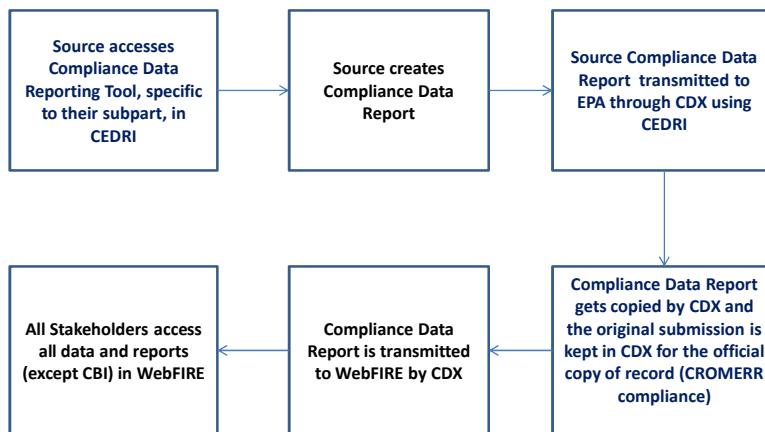 Source accesses
Compliance Data
Reporting Tool, specific
to their subpart, in
CEDRI
Source creates
Compliance Data
Report
Source Compliance Data
Report transmitted to
EPA through CDX using
CEDRI
Compliance Data Report
gets copied by CDX and
the original submission is
kept in CDX for the official
copy of record (CROMERR
compliance)
Compliance Data
Report is transmitted
to WebFIRE by CDX
All Stakeholders access
all data and reports
(except CBI) in WebFIRE